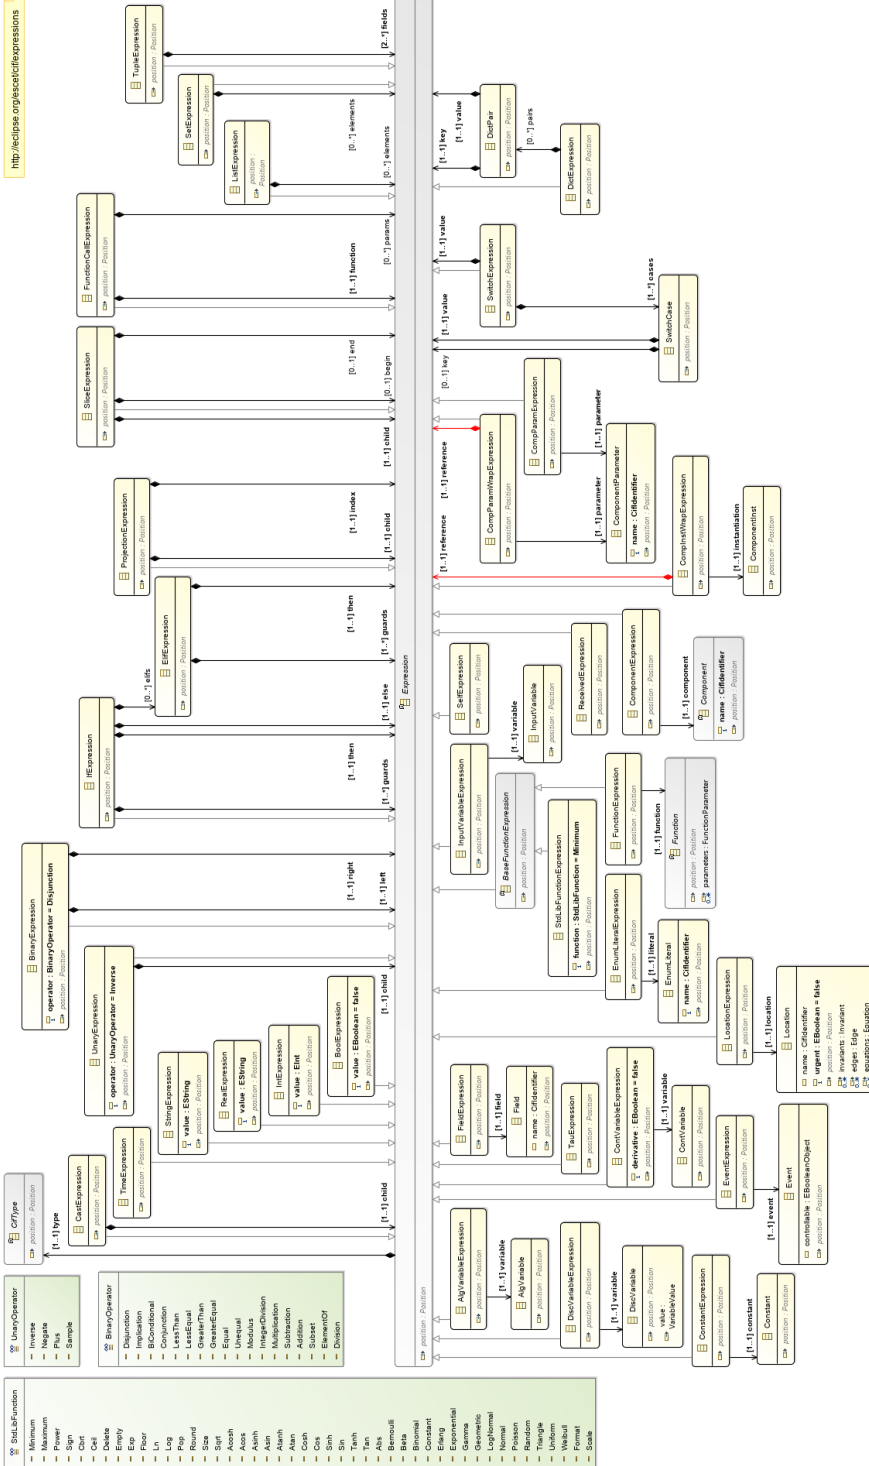 http://eclipse.org/escet/cif/expressions
StdLibFunction
Minimum
Maximum
Power
Sign
Cbrt
Ceil
Delete
Empty
Exp
Floor
Ln
Log
Pop
Round
Size
Sqrt
Acosh
Acos
Asinh
Asin
Atanh
Atan
Cosh
Cos
Sinh
Sin
Tanh
Tan
Abs
Bernoulli
Beta
Binomial
Constant
Erlang
Exponential
Gamma
Geometric
LogNormal
Normal
Poisson
Random
Triangle
Uniform
Weibull
Format
Scale
UnaryOperator
Inverse
Negate
Plus
Sample
BinaryOperator
Disjunction
Implication
BiConditional
Conjunction
LessThan
LessEqual
GreaterThan
GreaterEqual
Equal
Unequal
Modulus
IntegerDivision
Multiplication
Subtraction
Addition
Subset
ElementOf
Division
CifType
position : Position
[1..1] type
CastExpression
position : Position
[1..1] child
TimeExpression
position : Position
StringExpression
value : EString
position : Position
RealExpression
value : EString
position : Position
IntExpression
value : EInt
position : Position
BoolExpression
value : EBoolean = false
position : Position
UnaryExpression
operator : UnaryOperator = Inverse
position : Position
[1..1] child
BinaryExpression
operator : BinaryOperator = Disjunction
position : Position
[1..1] left
[1..1] right
IfExpression
position : Position
[1..*] guards
[1..1] then
[1..1] else
[0..*] elifs
ElifExpression
position : Position
[1..*] guards
[1..1] then
ProjectionExpression
position : Position
[1..1] child
[1..1] index
SliceExpression
position : Position
[1..1] child
[0..1] begin
[0..1] end
FunctionCallExpression
position : Position
[1..1] function
[0..*] params
ListExpression
position :
Position
[0..*] elements
SetExpression
position : Position
[0..*] elements
TupleExpression
position : Position
[2..*] fields
Expression
position : Position
AlgVariableExpression
position : Position
[1..1] variable
AlgVariable
position : Position
DiscVariableExpression
position : Position
[1..1] variable
DiscVariable
position : Position
value :
VariableValue
ConstantExpression
position : Position
[1..1] constant
Constant
position : Position
FieldExpression
position : Position
[1..1] field
Field
name : CifIdentifier
position : Position
TauExpression
position : Position
ContVariableExpression
derivative : EBoolean = false
position : Position
[1..1] variable
ContVariable
position : Position
EventExpression
position : Position
[1..1] event
Event
controllable : EBooleanObject
position : Position
InputVariableExpression
position : Position
[1..1] variable
InputVariable
position : Position
BaseFunctionExpression
position : Position
StdLibFunctionExpression
function : StdLibFunction = Minimum
position : Position
FunctionExpression
position : Position
[1..1] function
Function
position : Position
parameters : FunctionParameter
EnumLiteralExpression
position : Position
[1..1] literal
EnumLiteral
name : CifIdentifier
position : Position
LocationExpression
position : Position
[1..1] location
Location
name : CifIdentifier
urgent : EBoolean = false
position : Position
invariants : Invariant
edges : Edge
equations : Equation
SelfExpression
position : Position
ReceivedExpression
position : Position
ComponentExpression
position : Position
[1..1] component
Component
name : CifIdentifier
position : Position
CompParamWrapExpression
position : Position
[1..1] reference
[1..1] parameter
CompParamExpression
position : Position
[1..1] parameter
ComponentParameter
name : CifIdentifier
position : Position
CompInstWrapExpression
position : Position
[1..1] reference
[1..1] instantiation
ComponentInst
position : Position
SwitchExpression
position : Position
[1..1] value
[1..*] cases
SwitchCase
position : Position
[0..1] key
[1..1] value
DictPair
position : Position
[1..1] key
[1..1] value
[0..*] pairs
DictExpression
position : Position